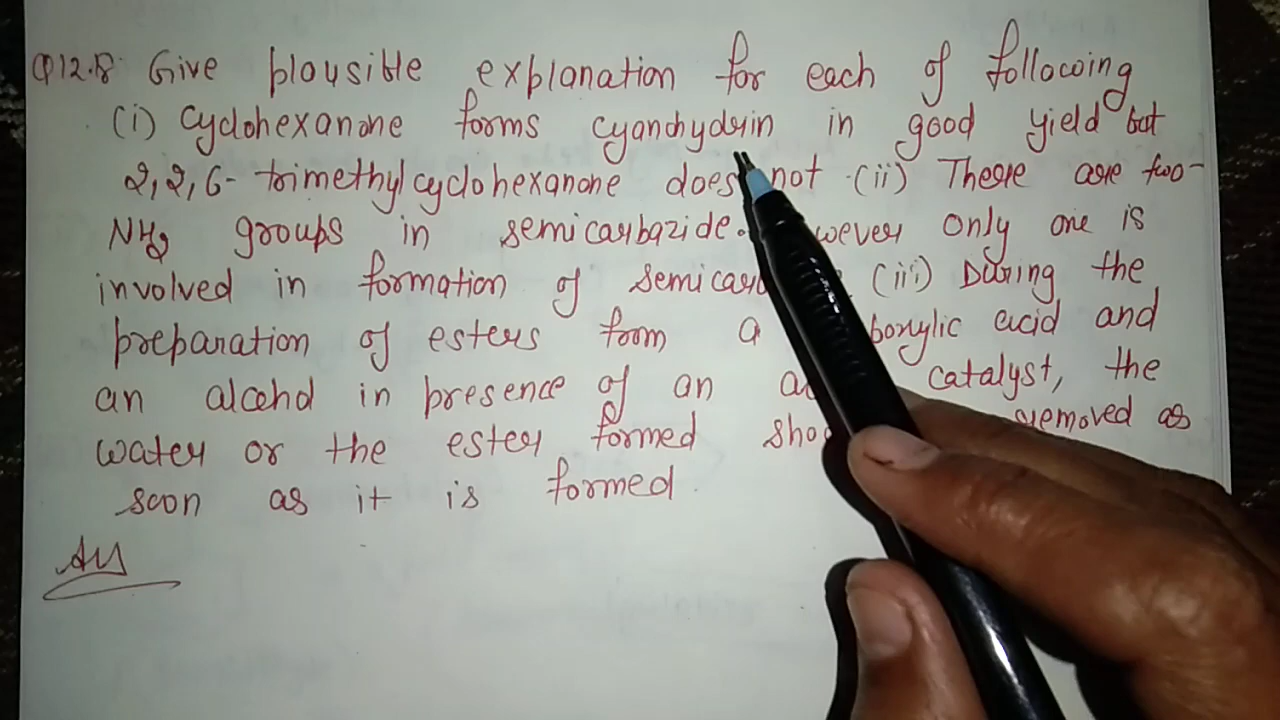 Q12.18 Give plausible explanation for each of following
(i) Cyclohexanone forms cyanohydrin in good yield but
2,2,6- trimethylcyclohexanone does not (ii) There are two-
NH2 groups in semicarbazide. However only one is
involved in formation of semicar (iii) During the
preparation of esters from a boxylic acid and
an alcohol in presence of an catalyst, the
water or the ester formed removed as
soon as it is formed
Ans